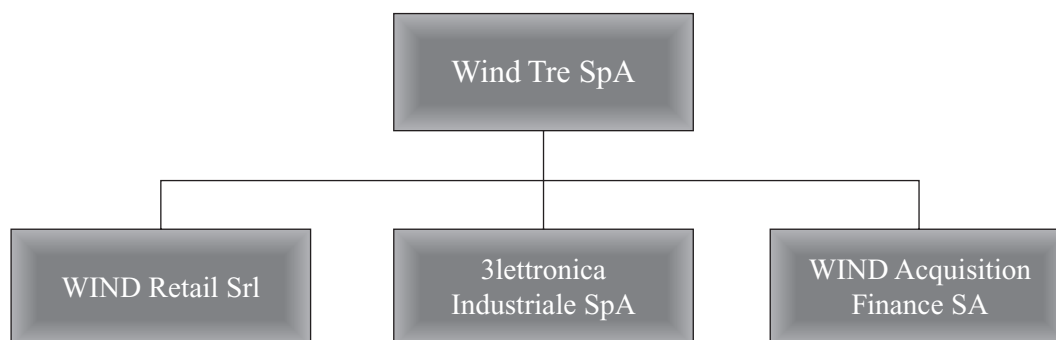 Wind Tre SpA
WIND Retail Srl
3lettronica
Industriale SpA
WIND Acquisition
Finance SA